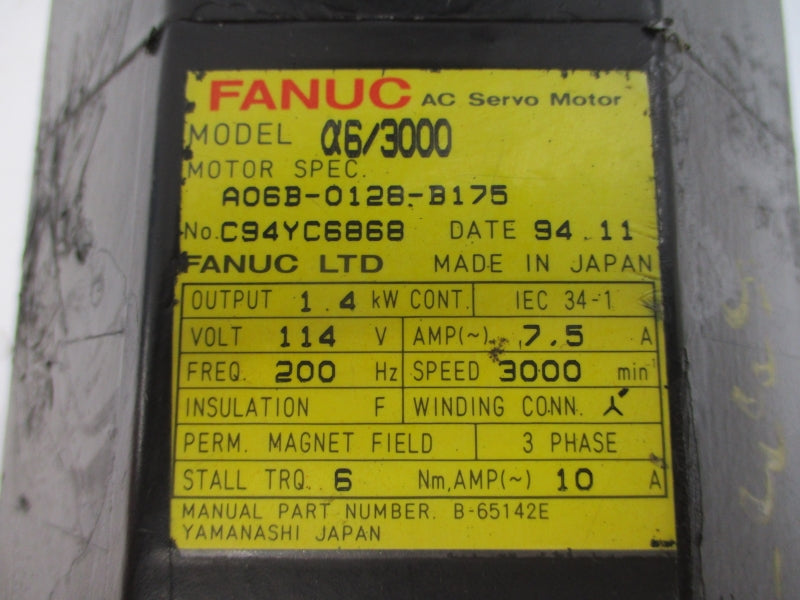 FANUC AC Servo Motor
MODEL α6/3000
MOTOR SPEC.
A06B-0128-B175
No. C94YC6868 DATE 94.11
FANUC LTD MADE IN JAPAN
OUTPUT 1.4 kW CONT. IEC 34-1
VOLT 114 V AMP(~) 7.5 A
FREQ. 200 Hz SPEED 3000 min⁻¹
INSULATION F WINDING CONN.
PERM. MAGNET FIELD 3 PHASE
STALL TRQ. 6 Nm, AMP(~) 10 A
MANUAL PART NUMBER. B-65142E
YAMANASHI JAPAN